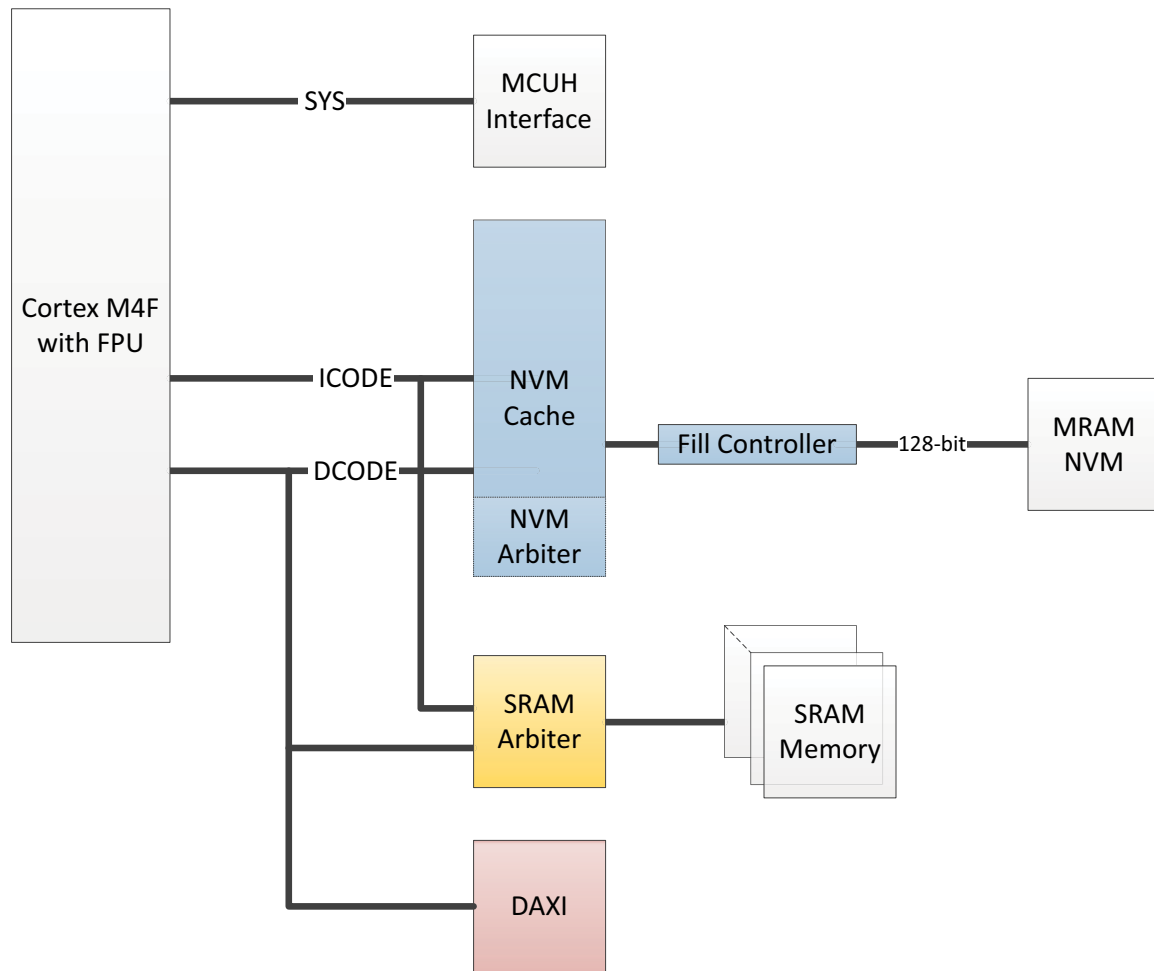 MCUH
Interface
SYS
Cortex M4F
with FPU
ICODE
NVM
Cache
DCODE
Fill Controller
128-bit
MRAM
NVM
NVM
Arbiter
SRAM
Arbiter
SRAM
Memory
DAXI